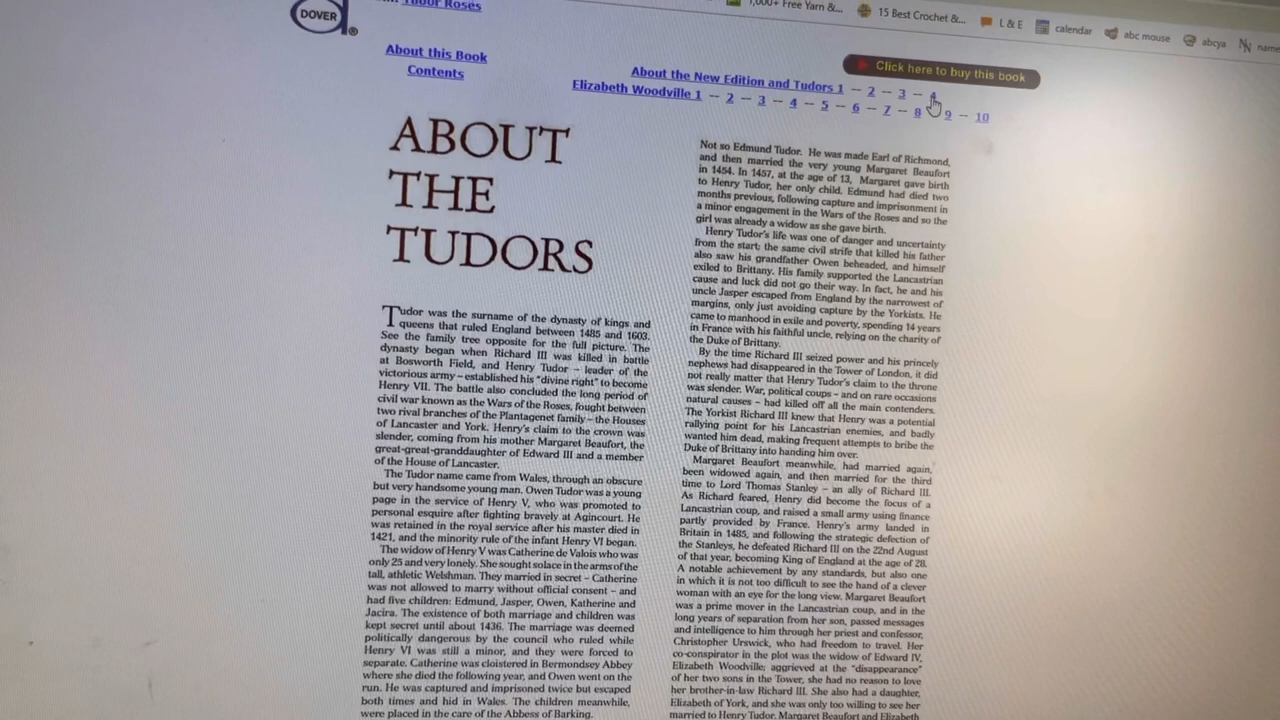 Tudor Roses
1,000+ Free Yarn &...
15 Best Crochet &...
L & E
calendar
abc mouse
abcya
name
DOVER
®
About this Book
Contents
Click here to buy this book
About the New Edition and Tudors 1 – 2 – 3 – 4
Elizabeth Woodville 1 – 2 – 3 – 4 – 5 – 6 – 7 – 8 9 – 10
ABOUT
THE
TUDORS
Tudor was the surname of the dynasty of kings and
queens that ruled England between 1485 and 1603.
See the family tree opposite for the full picture. The
dynasty began when Richard III was killed in battle
at Bosworth Field, and Henry Tudor – leader of the
victorious army – established his "divine right" to become
Henry VII. The battle also concluded the long period of
civil war known as the Wars of the Roses, fought between
two rival branches of the Plantagenet family – the Houses
of Lancaster and York. Henry's claim to the crown was
slender, coming from his mother Margaret Beaufort, the
great-great-granddaughter of Edward III and a member
of the House of Lancaster.
The Tudor name came from Wales, through an obscure
but very handsome young man. Owen Tudor was a young
page in the service of Henry V, who was promoted to
personal esquire after fighting bravely at Agincourt. He
was retained in the royal service after his master died in
1421, and the minority rule of the infant Henry VI began.
The widow of Henry V was Catherine de Valois who was
only 25 and very lonely. She sought solace in the arms of the
tall, athletic Welshman. They married in secret – Catherine
was not allowed to marry without official consent – and
had five children: Edmund, Jasper, Owen, Katherine and
Jacira. The existence of both marriage and children was
kept secret until about 1436. The marriage was deemed
politically dangerous by the council who ruled while
Henry VI was still a minor, and they were forced to
separate. Catherine was cloistered in Bermondsey Abbey
where she died the following year, and Owen went on the
run. He was captured and imprisoned twice but escaped
both times and hid in Wales. The children meanwhile,
were placed in the care of the Abbess of Barking.
Not so Edmund Tudor. He was made Earl of Richmond,
and then married the very young Margaret Beaufort
in 1454. In 1457, at the age of 13, Margaret gave birth
to Henry Tudor, her only child. Edmund had died two
months previous, following capture and imprisonment in
a minor engagement in the Wars of the Roses and so the
girl was already a widow as she gave birth.
Henry Tudor's life was one of danger and uncertainty
from the start; the same civil strife that killed his father
also saw his grandfather Owen beheaded, and himself
exiled to Brittany. His family supported the Lancastrian
cause and luck did not go their way. In fact, he and his
uncle Jasper escaped from England by the narrowest of
margins, only just avoiding capture by the Yorkists. He
came to manhood in exile and poverty, spending 14 years
in France with his faithful uncle, relying on the charity of
the Duke of Brittany.
By the time Richard III seized power and his princely
nephews had disappeared in the Tower of London, it did
not really matter that Henry Tudor's claim to the throne
was slender. War, political coups – and on rare occasions
natural causes – had killed off all the main contenders.
The Yorkist Richard III knew that Henry was a potential
rallying point for his Lancastrian enemies, and badly
wanted him dead, making frequent attempts to bribe the
Duke of Brittany into handing him over.
Margaret Beaufort meanwhile, had married again,
been widowed again, and then married for the third
time to Lord Thomas Stanley – an ally of Richard III.
As Richard feared, Henry did become the focus of a
Lancastrian coup, and raised a small army using finance
partly provided by France. Henry's army landed in
Britain in 1485, and following the strategic defection of
the Stanleys, he defeated Richard III on the 22nd August
of that year, becoming King of England at the age of 28.
A notable achievement by any standards, but also one
in which it is not too difficult to see the hand of a clever
woman with an eye for the long view. Margaret Beaufort
was a prime mover in the Lancastrian coup, and in the
long years of separation from her son, passed messages
and intelligence to him through her priest and confessor,
Christopher Urswick, who had freedom to travel. Her
co-conspirator in the plot was the widow of Edward IV,
Elizabeth Woodville; aggrieved at the "disappearance"
of her two sons in the Tower, she had no reason to love
her brother-in-law Richard III. She also had a daughter,
Elizabeth of York, and she was only too willing to see her
married to Henry Tudor. Margaret Beaufort and Elizabeth